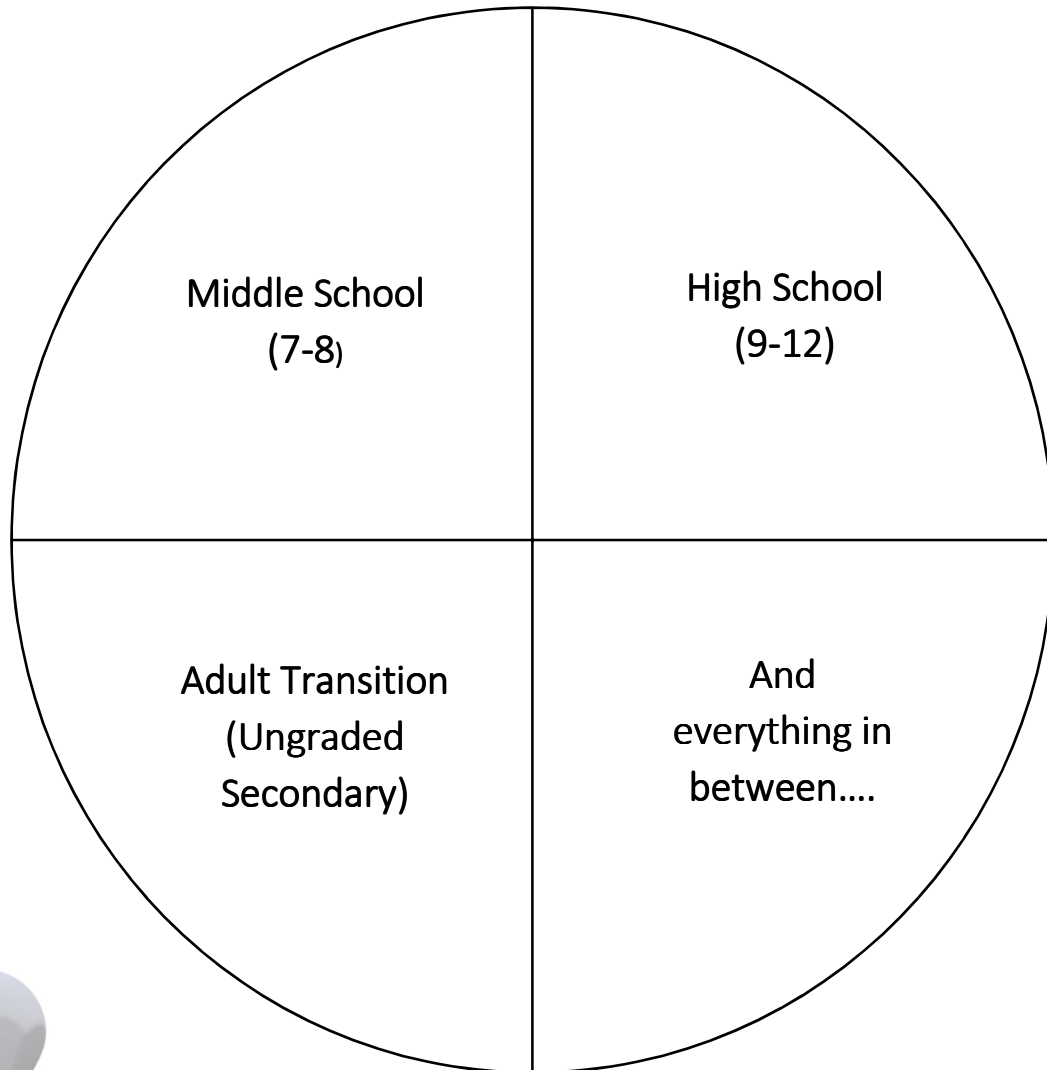 Middle School
(7-8)
High School
(9-12)
Adult Transition
(Ungraded
Secondary)
And
everything in
between....